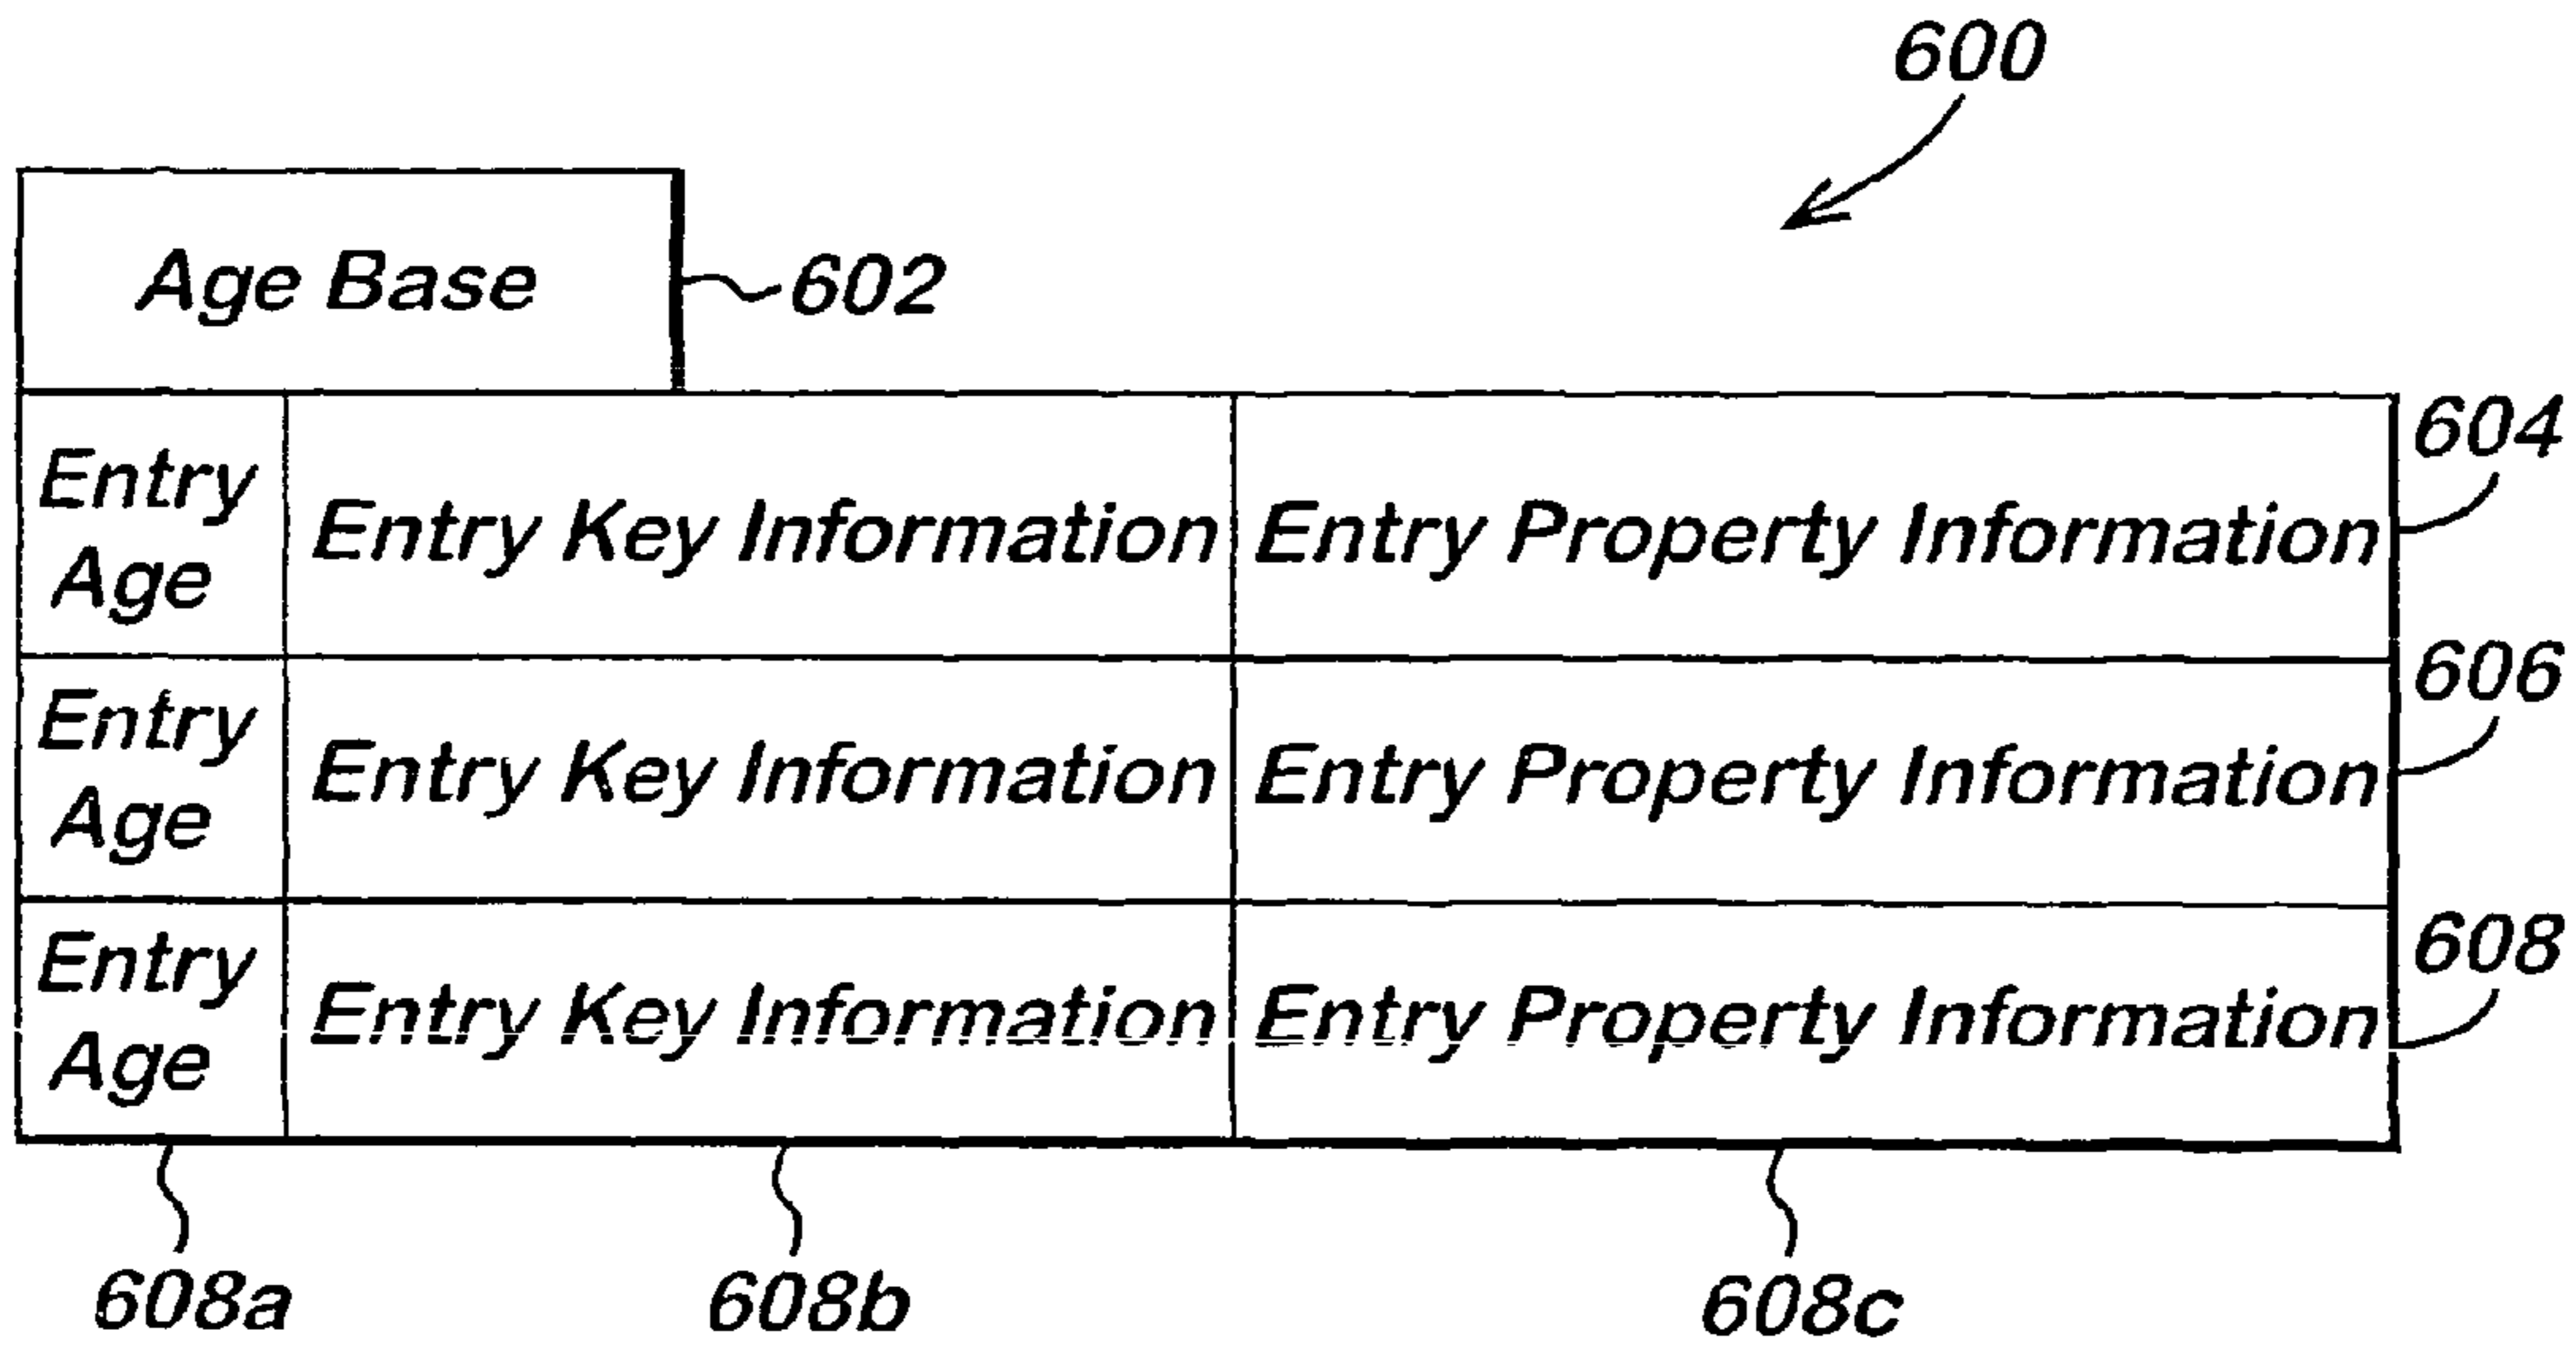 600
Age Base
602
604
Entry
Age
Entry Key Information
Entry Property Information
606
Entry
Age
Entry Key Information
Entry Property Information
608
Entry
Age
Entry Key Information
Entry Property Information
608a
608b
608c